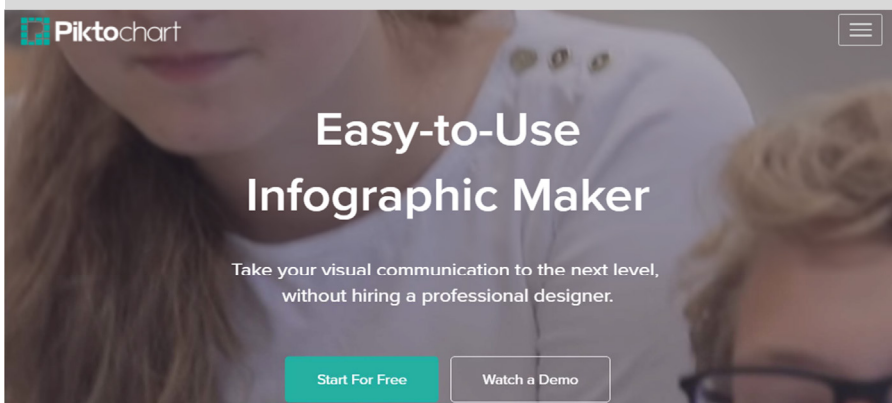 Piktochart
Easy-to-Use
Infographic Maker
Take your visual communication to the next level,
without hiring a professional designer.
Start For Free
Watch a Demo